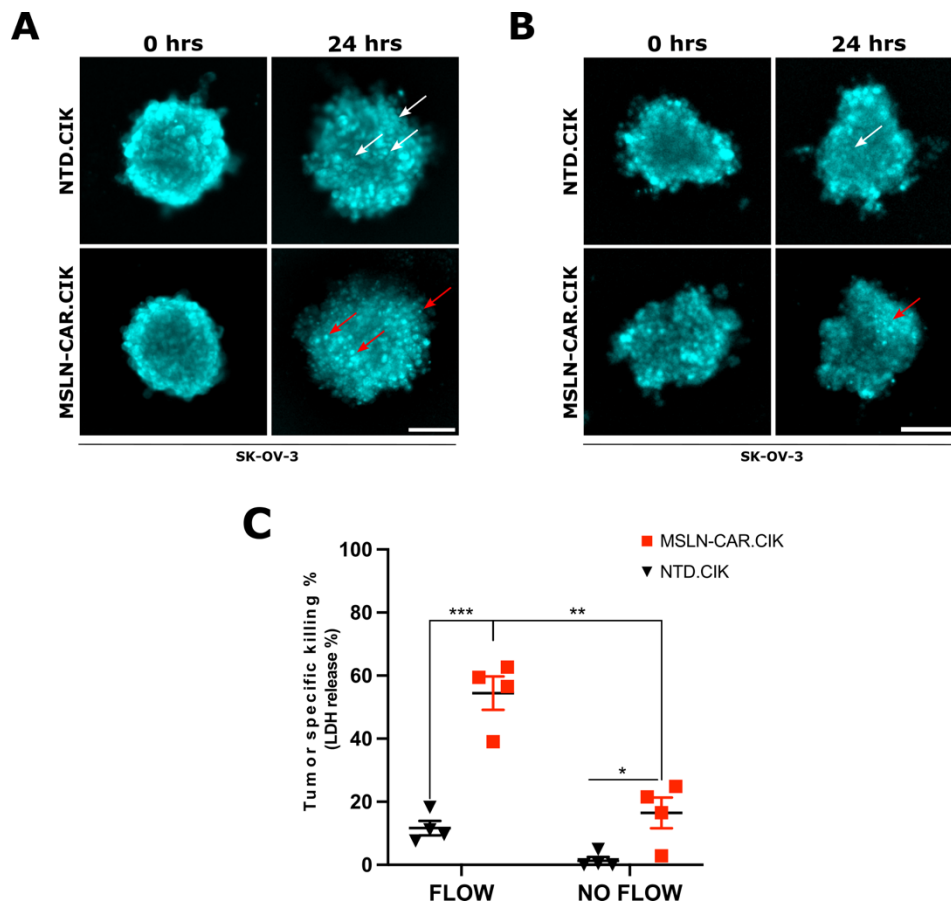 A
B
0 hrs
24 hrs
0 hrs
24 hrs
NTD.CIK
NTD.CIK
MSLN-CAR.CIK
MSLN-CAR.CIK
SK-OV-3
SK-OV-3
C
MSLN-CAR.CIK
NTD.CIK
Tumor specific killing %
(LDH release %)
100
80
60
40
20
0
***
**
*
FLOW
NO FLOW